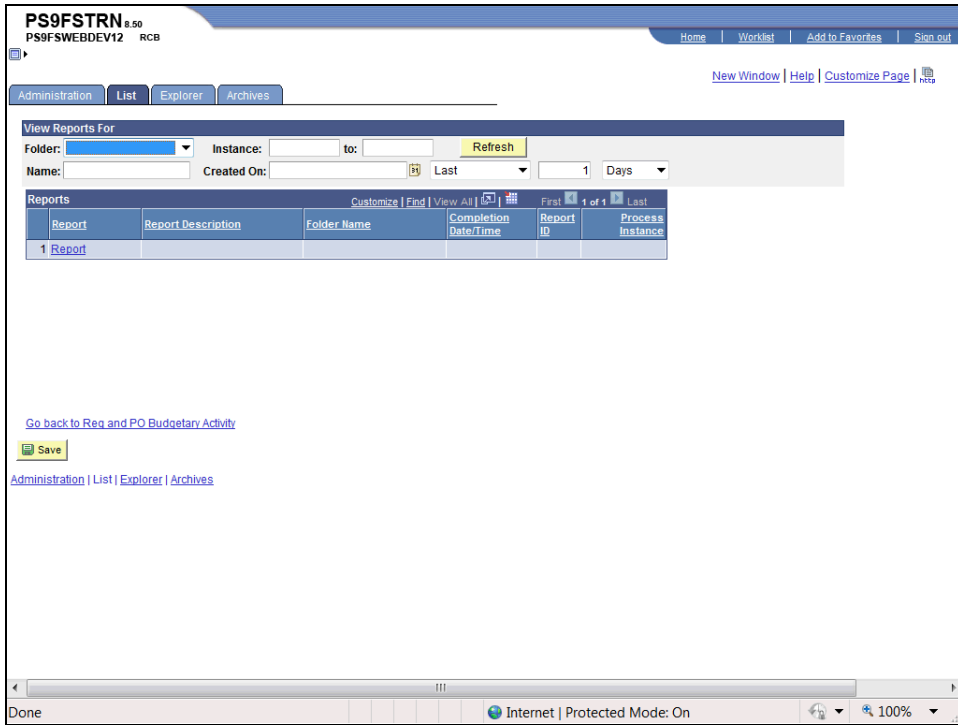 PS9FSTRN 8.50
PS9FSWEBDEV12 RCB
Home | Worklist | Add to Favorites | Sign out
New Window | Help | Customize Page | http
Administration List Explorer Archives
View Reports For
Folder: Instance: to: Refresh
Name: Created On: 31 Last 1 Days
Reports Customize | Find | View All | First 1 of 1 Last
Report Report Description Folder Name Completion Date/Time Report ID Process Instance
1 Report
Go back to Req and PO Budgetary Activity
Save
Administration | List | Explorer | Archives
Done Internet | Protected Mode: On 100%